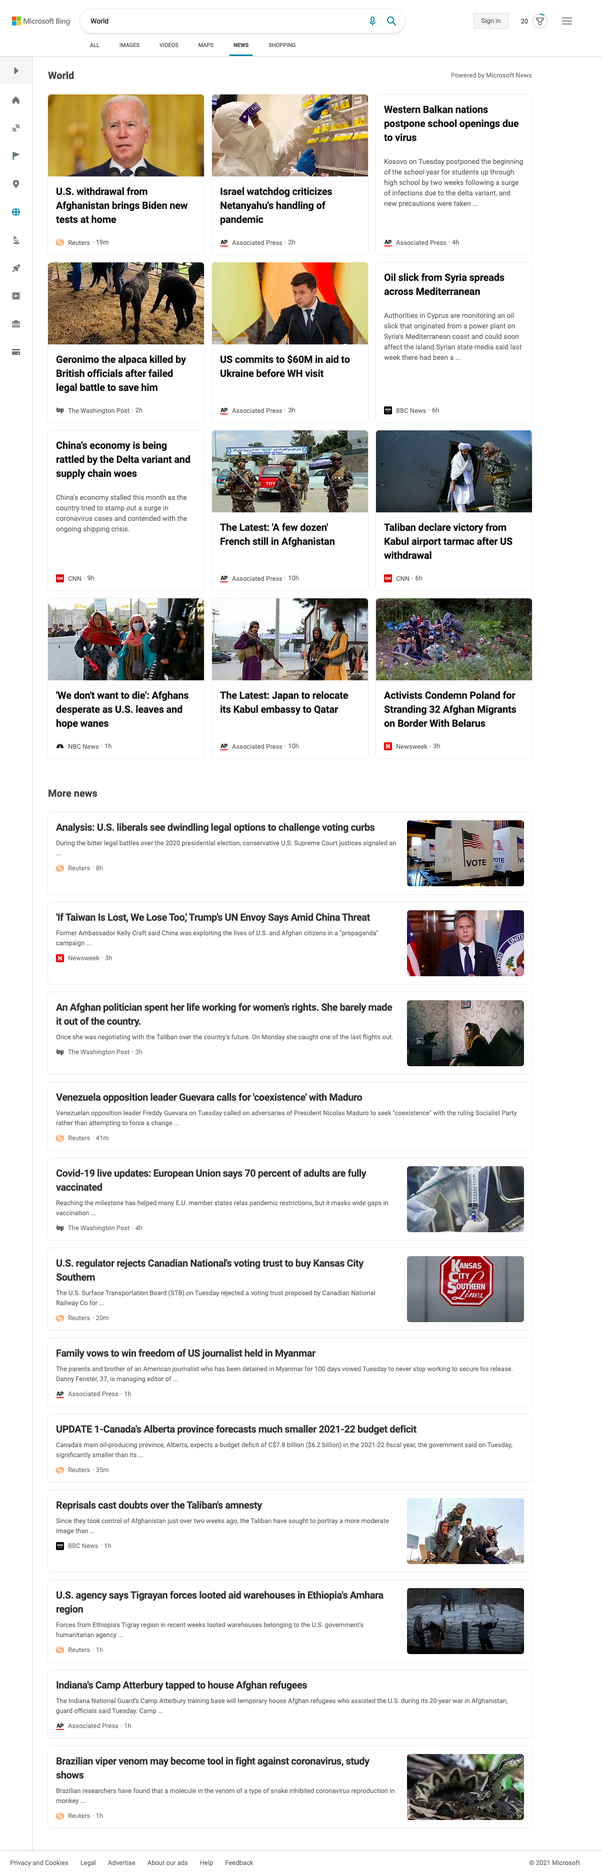 Microsoft Bing
World
Sign in
20
ALL
IMAGES
VIDEOS
MAPS
NEWS
SHOPPING
World
Powered by Microsoft News
U.S. withdrawal from
Afghanistan brings Biden new
tests at home
Reuters · 19m
Israel watchdog criticizes
Netanyahu's handling of
pandemic
AP Associated Press · 2h
Western Balkan nations
postpone school openings due
to virus
Kosovo on Tuesday postponed the beginning
of the school year for students up through
high school by two weeks following a surge
of infections due to the delta variant, and
new precautions were taken ...
AP Associated Press · 4h
Geronimo the alpaca killed by
British officials after failed
legal battle to save him
wp The Washington Post · 2h
US commits to $60M in aid to
Ukraine before WH visit
AP Associated Press · 3h
Oil slick from Syria spreads
across Mediterranean
Authorities in Cyprus are monitoring an oil
slick that originated from a power plant on
Syria's Mediterranean coast and could soon
affect the island.Syrian state media said last
week there had been a ...
BBC News · 6h
China's economy is being
rattled by the Delta variant and
supply chain woes
China's economy stalled this month as the
country tried to stamp out a surge in
coronavirus cases and contended with the
ongoing shipping crisis.
CNN CNN · 9h
TOY
The Latest: 'A few dozen'
French still in Afghanistan
AP Associated Press · 10h
Taliban declare victory from
Kabul airport tarmac after US
withdrawal
CNN CNN · 6h
'We don't want to die': Afghans
desperate as U.S. leaves and
hope wanes
NBC News · 1h
The Latest: Japan to relocate
its Kabul embassy to Qatar
AP Associated Press · 10h
Activists Condemn Poland for
Stranding 32 Afghan Migrants
on Border With Belarus
N Newsweek · 3h
More news
Analysis: U.S. liberals see dwindling legal options to challenge voting curbs
During the bitter legal battles over the 2020 presidential election, conservative U.S. Supreme Court justices signaled an
...
Reuters · 8h
VOTE
'If Taiwan Is Lost, We Lose Too,' Trump's UN Envoy Says Amid China Threat
Former Ambassador Kelly Craft said China was exploiting the lives of U.S. and Afghan citizens in a "propaganda"
campaign ...
N Newsweek · 3h
An Afghan politician spent her life working for women's rights. She barely made
it out of the country.
Once she was negotiating with the Taliban over the country's future. On Monday she caught one of the last flights out.
wp The Washington Post · 3h
Venezuela opposition leader Guevara calls for 'coexistence' with Maduro
Venezuelan opposition leader Freddy Guevara on Tuesday called on adversaries of President Nicolas Maduro to seek "coexistence" with the ruling Socialist Party
rather than attempting to force a change ...
Reuters · 41m
Covid-19 live updates: European Union says 70 percent of adults are fully
vaccinated
Reaching the milestone has helped many E.U. member states relax pandemic restrictions, but it masks wide gaps in
vaccination ...
wp The Washington Post · 4h
U.S. regulator rejects Canadian National's voting trust to buy Kansas City
Southern
The U.S. Surface Transportation Board (STB) on Tuesday rejected a voting trust proposed by Canadian National
Railway Co for ...
Reuters · 20m
KANSAS
CITY
SOUTHERN
Lines
Family vows to win freedom of US journalist held in Myanmar
The parents and brother of an American journalist who has been detained in Myanmar for 100 days vowed Tuesday to never stop working to secure his release.
Danny Fenster, 37, is managing editor of ...
AP Associated Press · 1h
UPDATE 1-Canada's Alberta province forecasts much smaller 2021-22 budget deficit
Canada's main oil-producing province, Alberta, expects a budget deficit of C$7.8 billion ($6.2 billion) in the 2021-22 fiscal year, the government said on Tuesday,
significantly smaller than its ...
Reuters · 35m
Reprisals cast doubts over the Taliban's amnesty
Since they took control of Afghanistan just over two weeks ago, the Taliban have sought to portray a more moderate
image than ...
BBC News · 1h
U.S. agency says Tigrayan forces looted aid warehouses in Ethiopia's Amhara
region
Forces from Ethiopia's Tigray region in recent weeks looted warehouses belonging to the U.S. government's
humanitarian agency ...
Reuters · 1h
Indiana's Camp Atterbury tapped to house Afghan refugees
The Indiana National Guard's Camp Atterbury training base will temporary house Afghan refugees who assisted the U.S. during its 20-year war in Afghanistan,
guard officials said Tuesday. Camp ...
AP Associated Press · 1h
Brazilian viper venom may become tool in fight against coronavirus, study
shows
Brazilian researchers have found that a molecule in the venom of a type of snake inhibited coronavirus reproduction in
monkey ...
Reuters · 1h
Privacy and Cookies
Legal
Advertise
About our ads
Help
Feedback
© 2021 Microsoft